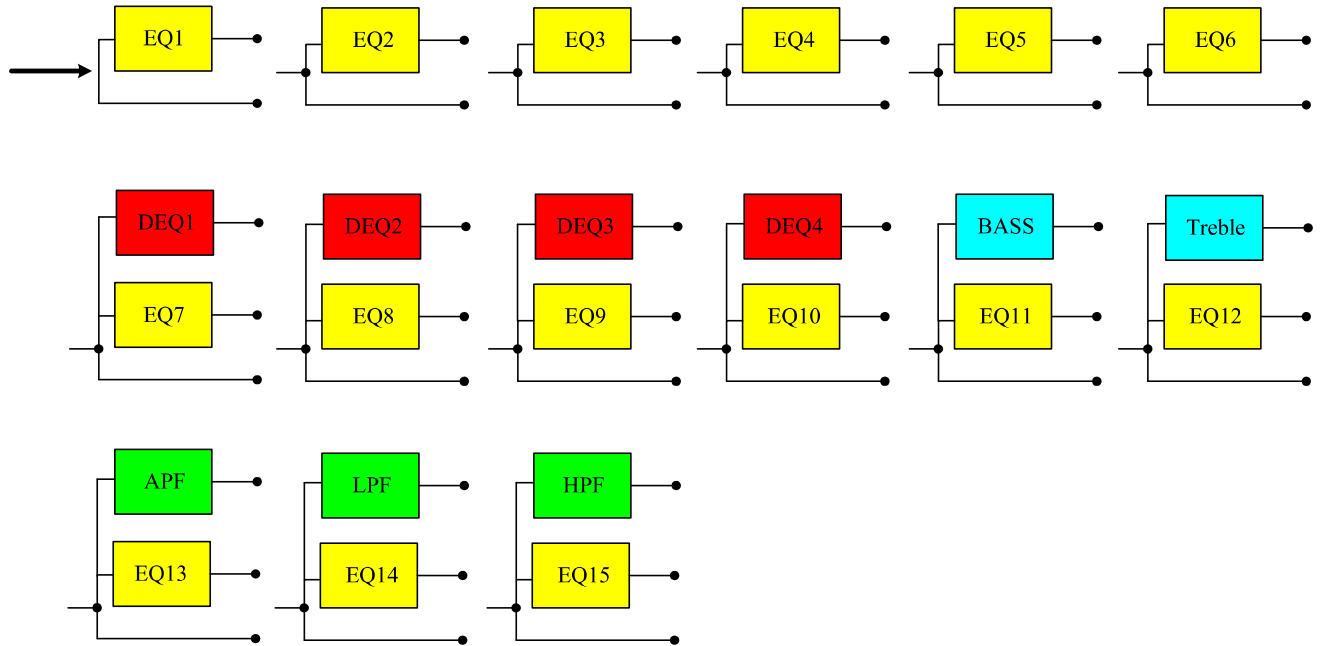 EQ1 EQ2 EQ3 EQ4 EQ5 EQ6
DEQ1 DEQ2 DEQ3 DEQ4 BASS Treble
EQ7 EQ8 EQ9 EQ10 EQ11 EQ12
APF LPF HPF
EQ13 EQ14 EQ15